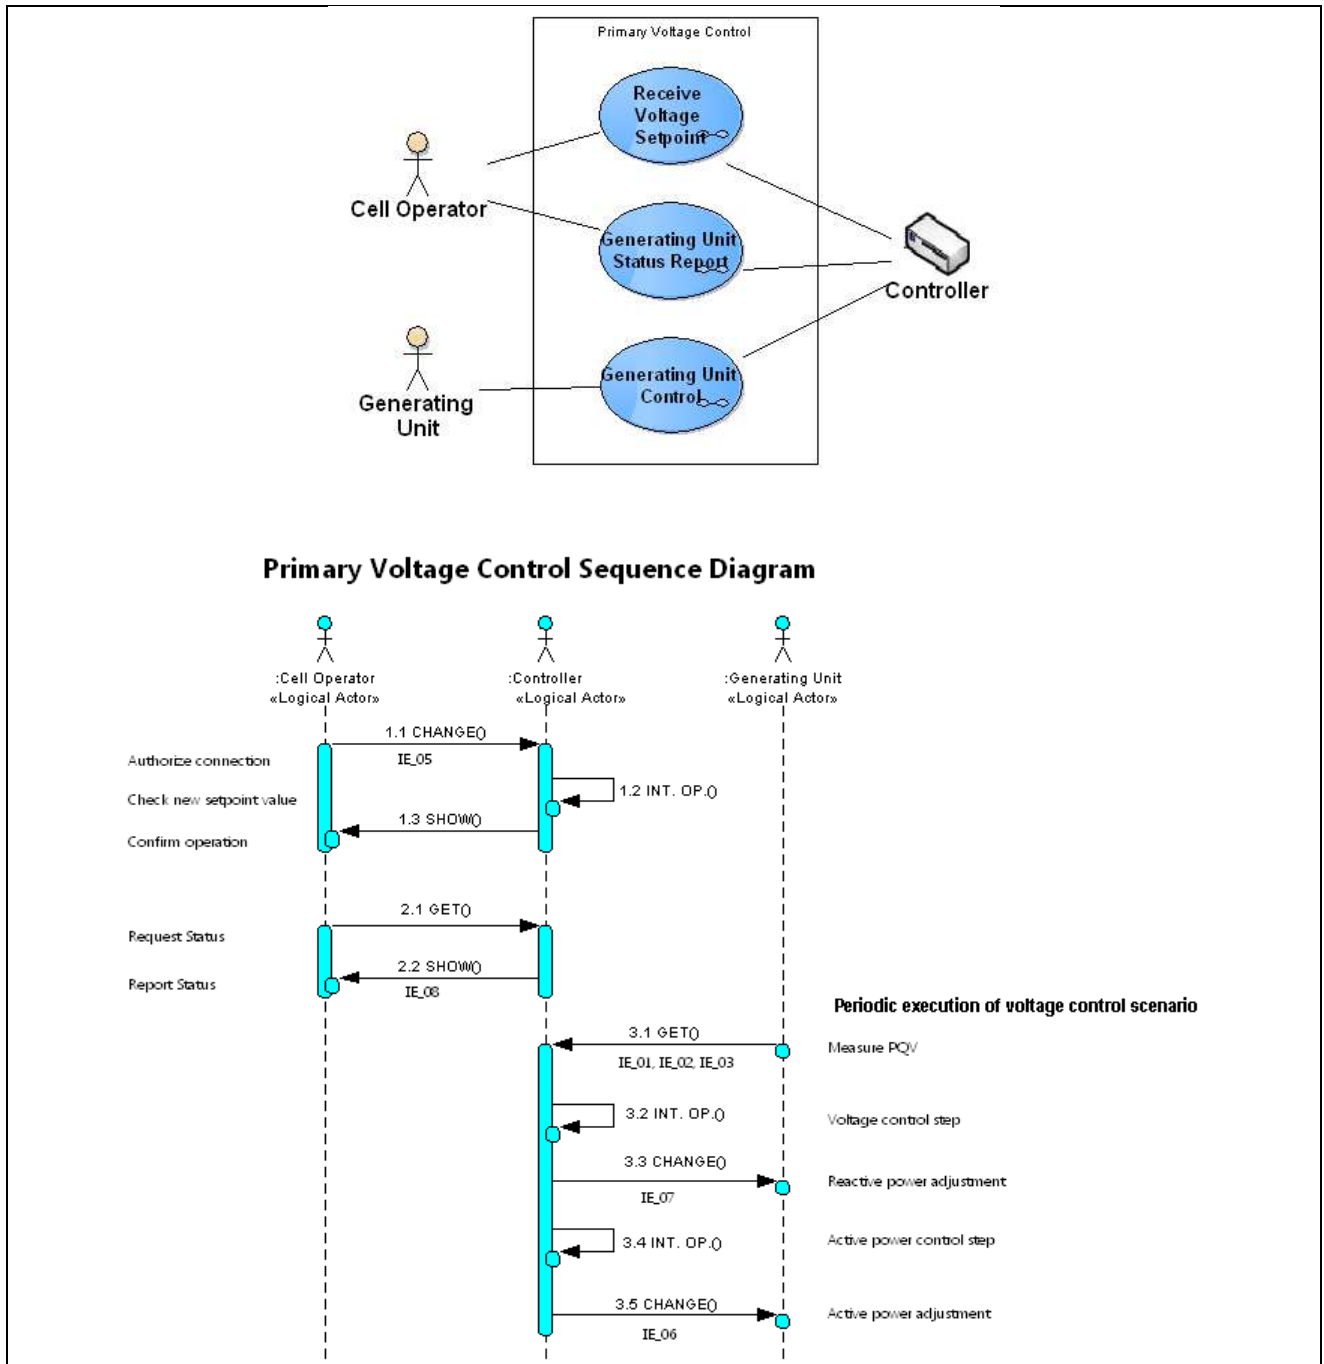 Primary Voltage Control
Receive
Voltage
Setpoint
Cell Operator
Generating Unit
Status Report
Controller
Generating Unit
Control
Generating
Unit
Primary Voltage Control Sequence Diagram
:Cell Operator
«Logical Actor»
:Controller
«Logical Actor»
:Generating Unit
«Logical Actor»
1.1 CHANGE()
Authorize connection
IE_05
1.2 INT. OP.()
Check new setpoint value
1.3 SHOW()
Confirm operation
2.1 GET()
Request Status
2.2 SHOW()
Report Status
IE_08
Periodic execution of voltage control scenario
3.1 GET()
Measure PQV
IE_01, IE_02, IE_03
3.2 INT. OP.()
Voltage control step
3.3 CHANGE()
Reactive power adjustment
IE_07
3.4 INT. OP.()
Active power control step
3.5 CHANGE()
Active power adjustment
IE_06